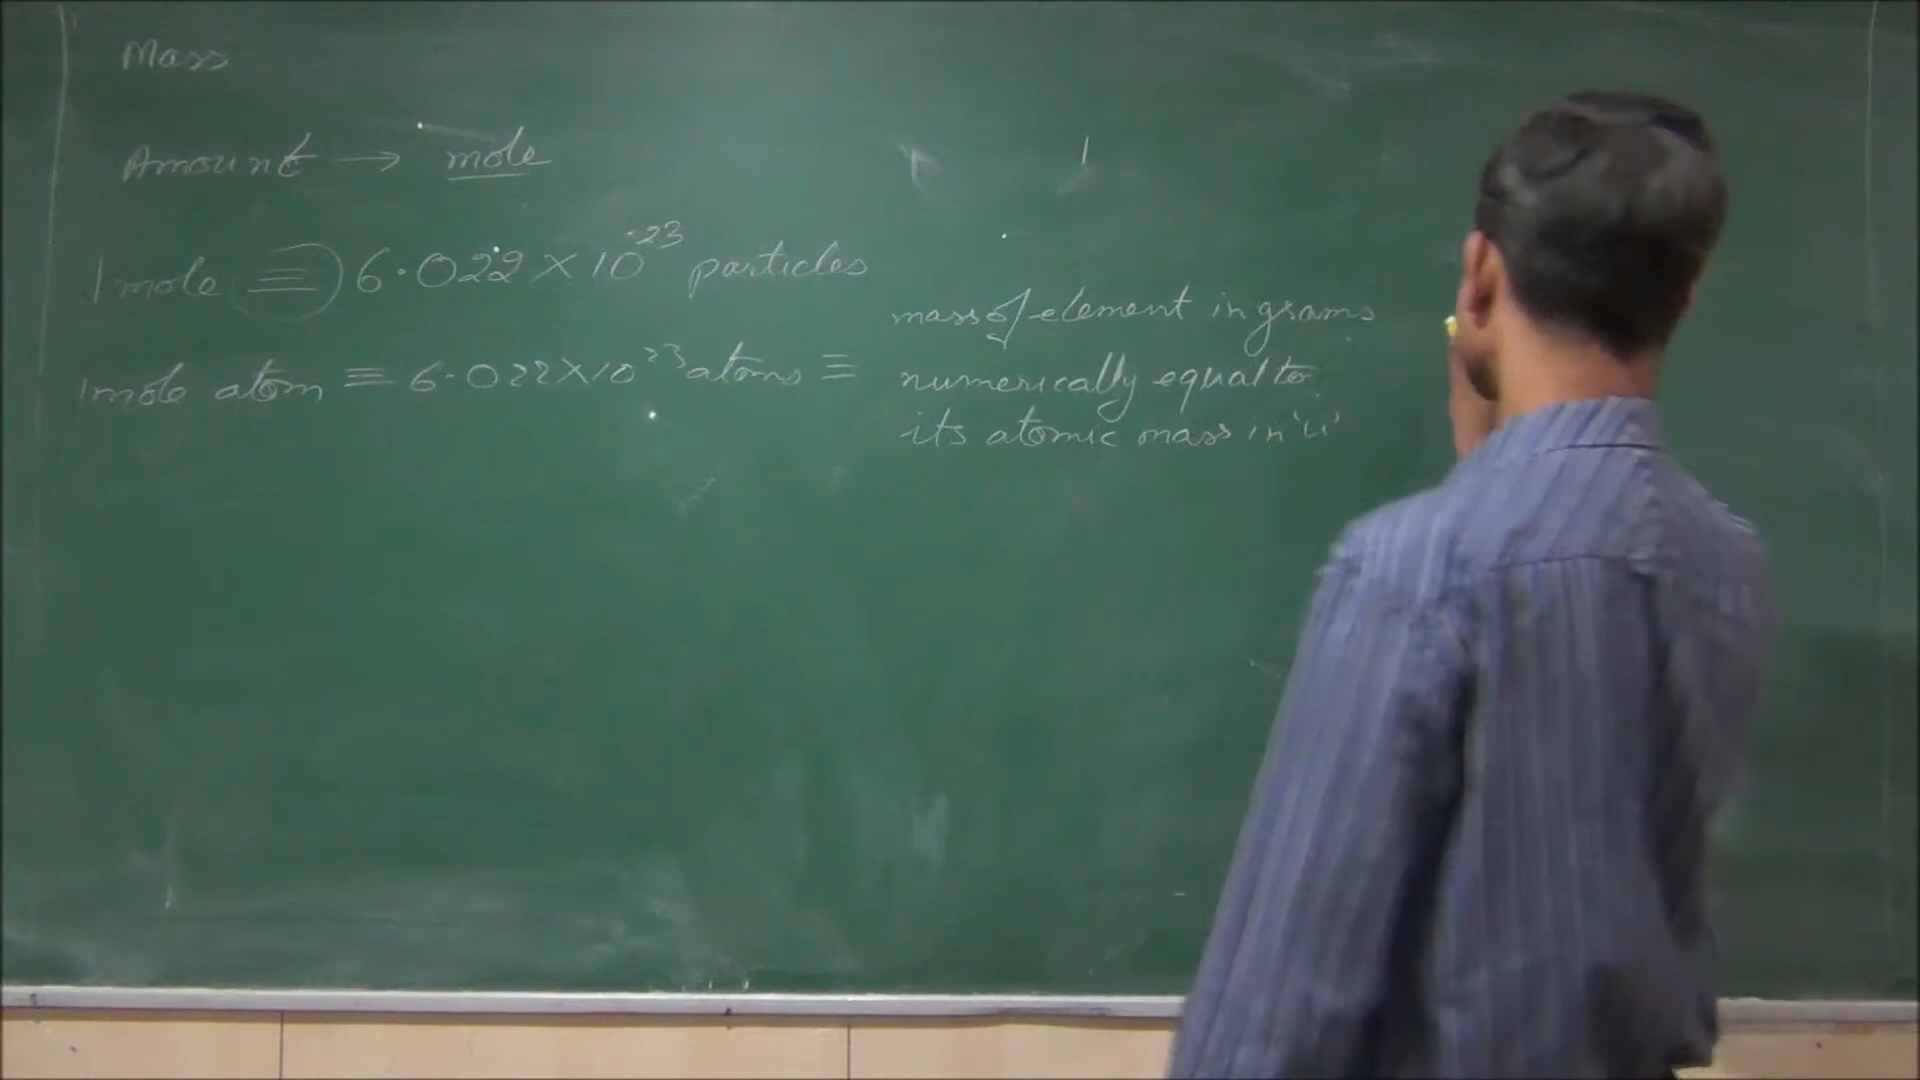 Mass
Amount → mole
1 mole ≡ 6.022 × 10²³ particles
1 mole atom ≡ 6.022 × 10²³ atoms ≡ mass of element in grams
numerically equal to
its atomic mass in 'u'